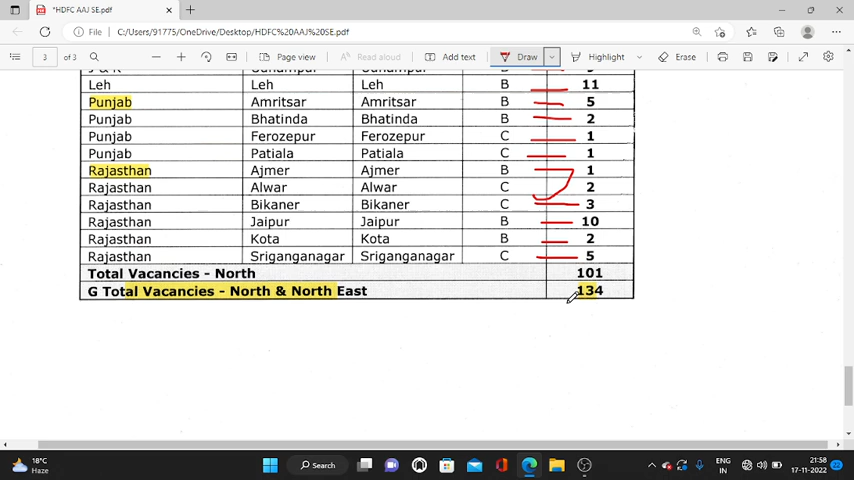 *HDFC AAJ SE.pdf
File C:/Users/91775/OneDrive/Desktop/HDFC%20AAJ%20SE.pdf
3 of 3 Page view Read aloud Add text Draw Highlight Erase
Leh Leh Leh B 11
Punjab Amritsar Amritsar B 5
Punjab Bhatinda Bhatinda B 2
Punjab Ferozepur Ferozepur C 1
Punjab Patiala Patiala C 1
Rajasthan Ajmer Ajmer B 1
Rajasthan Alwar Alwar C 2
Rajasthan Bikaner Bikaner C 3
Rajasthan Jaipur Jaipur B 10
Rajasthan Kota Kota B 2
Rajasthan Sriganganagar Sriganganagar C 5
Total Vacancies - North 101
G Total Vacancies - North & North East 134
18°C
Haze
Search
ENG
IN
21:58
17-11-2022